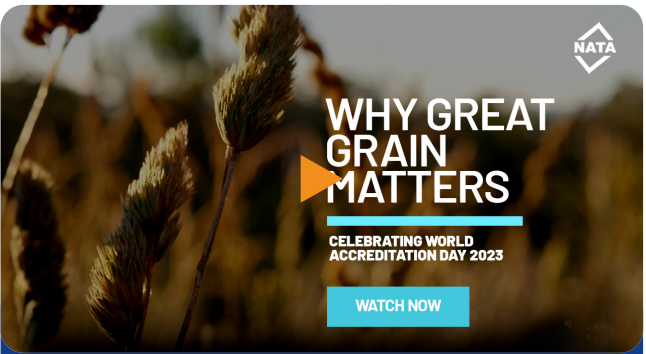 NATA
WHY GREAT
GRAIN
MATTERS
CELEBRATING WORLD
ACCREDITATION DAY 2023
WATCH NOW